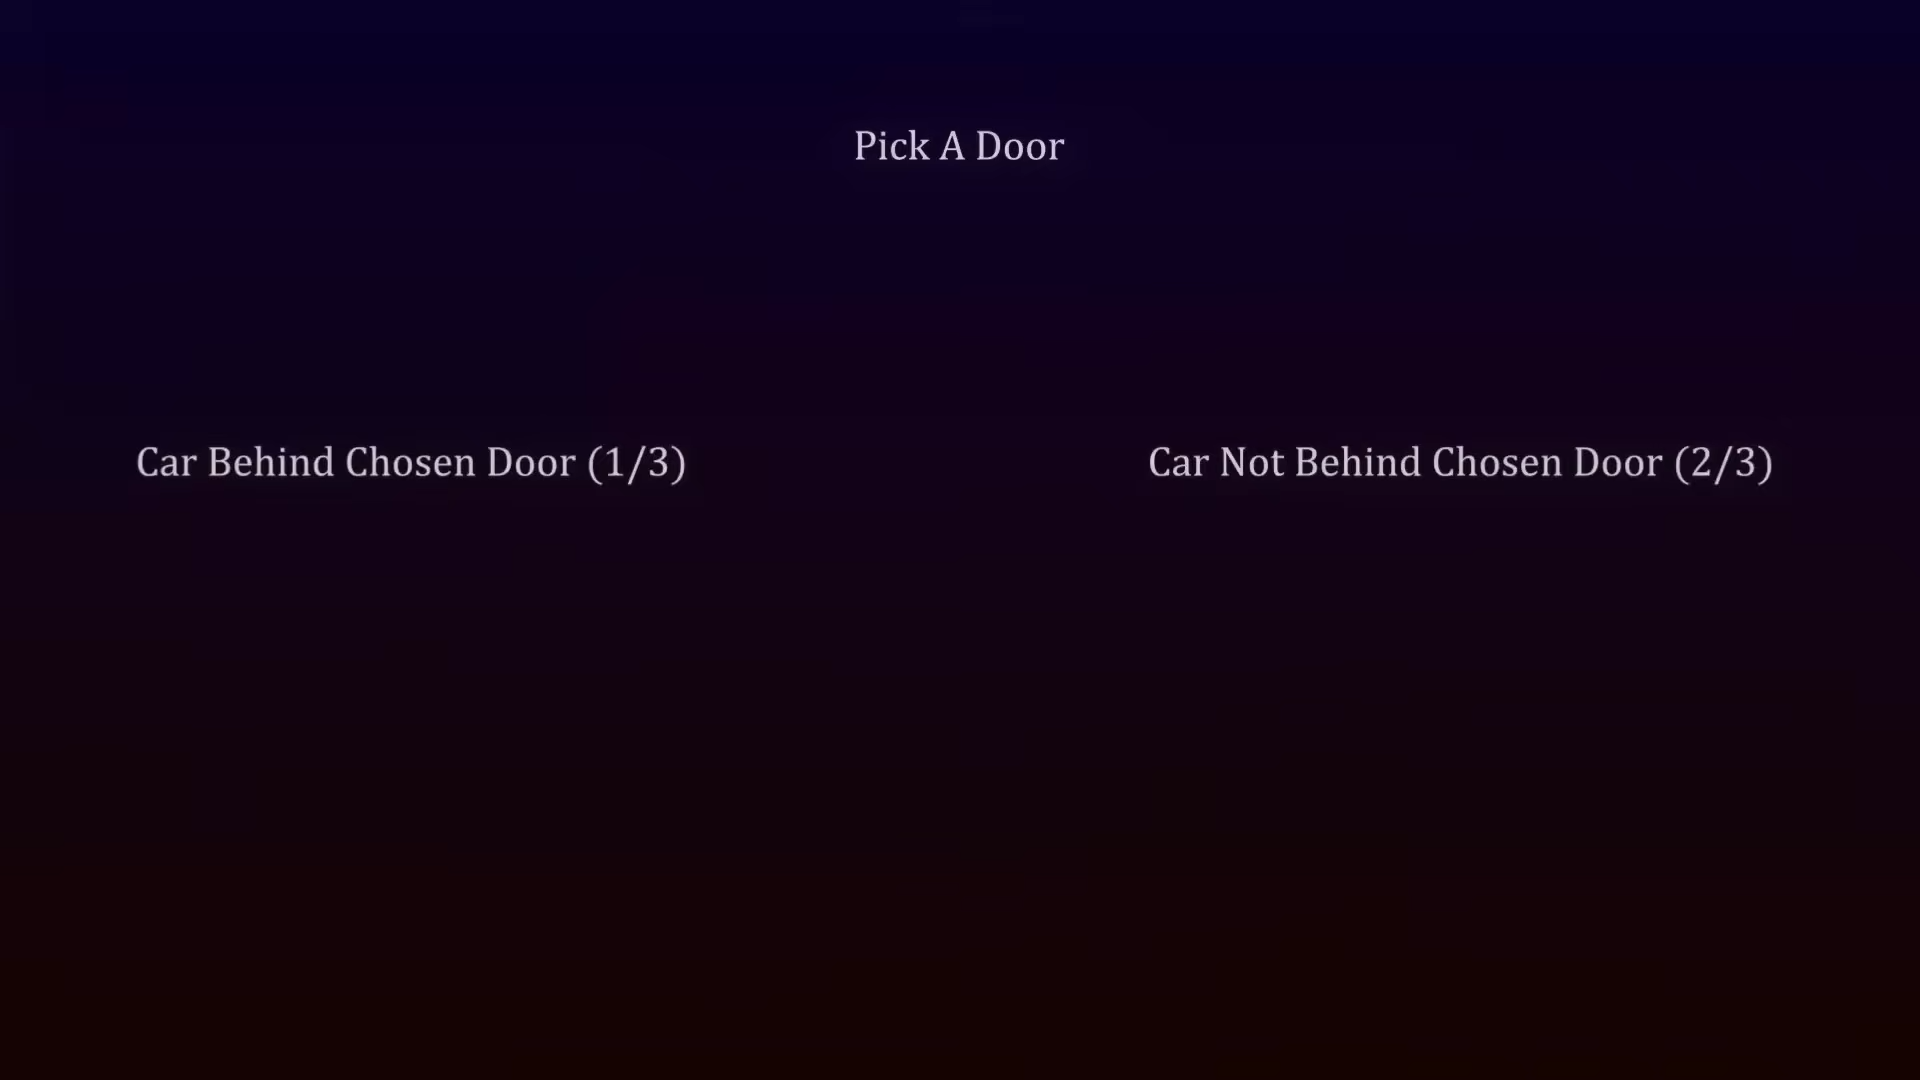 Pick A Door
Car Behind Chosen Door (1/3)
Car Not Behind Chosen Door (2/3)